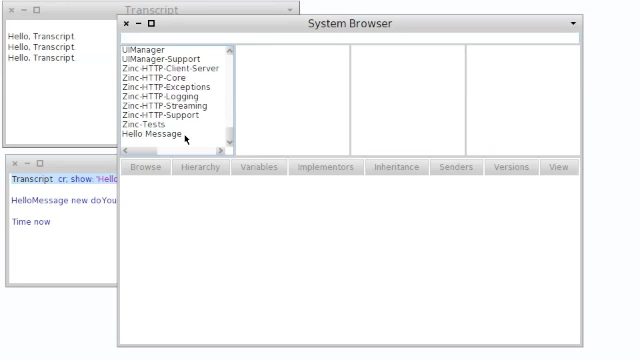 Transcript
Hello, Transcript
Hello, Transcript
Hello, Transcript
System Browser
UIManager
UIManager-Support
Zinc-HTTP-Client-Server
Zinc-HTTP-Core
Zinc-HTTP-Exceptions
Zinc-HTTP-Logging
Zinc-HTTP-Streaming
Zinc-HTTP-Support
Zinc-Tests
Hello Message
Browse Hierarchy Variables Implementors Inheritance Senders Versions View
Transcript cr; show: 'Hello
HelloMessage new doYou
Time now